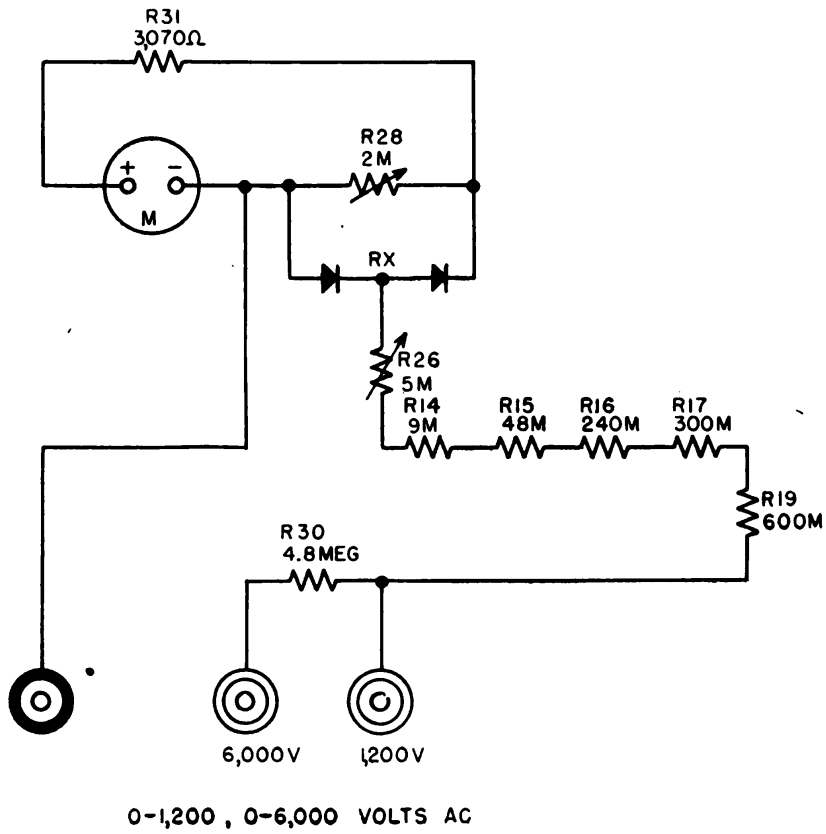 R31
3,070Ω
R28
2M
+ -
M
RX
R26
5M
R14
9M
R15
48M
R16
240M
R17
300M
R19
600M
R30
4.8MEG
6,000V
1,200V
0-1,200 , 0-6,000 VOLTS AC